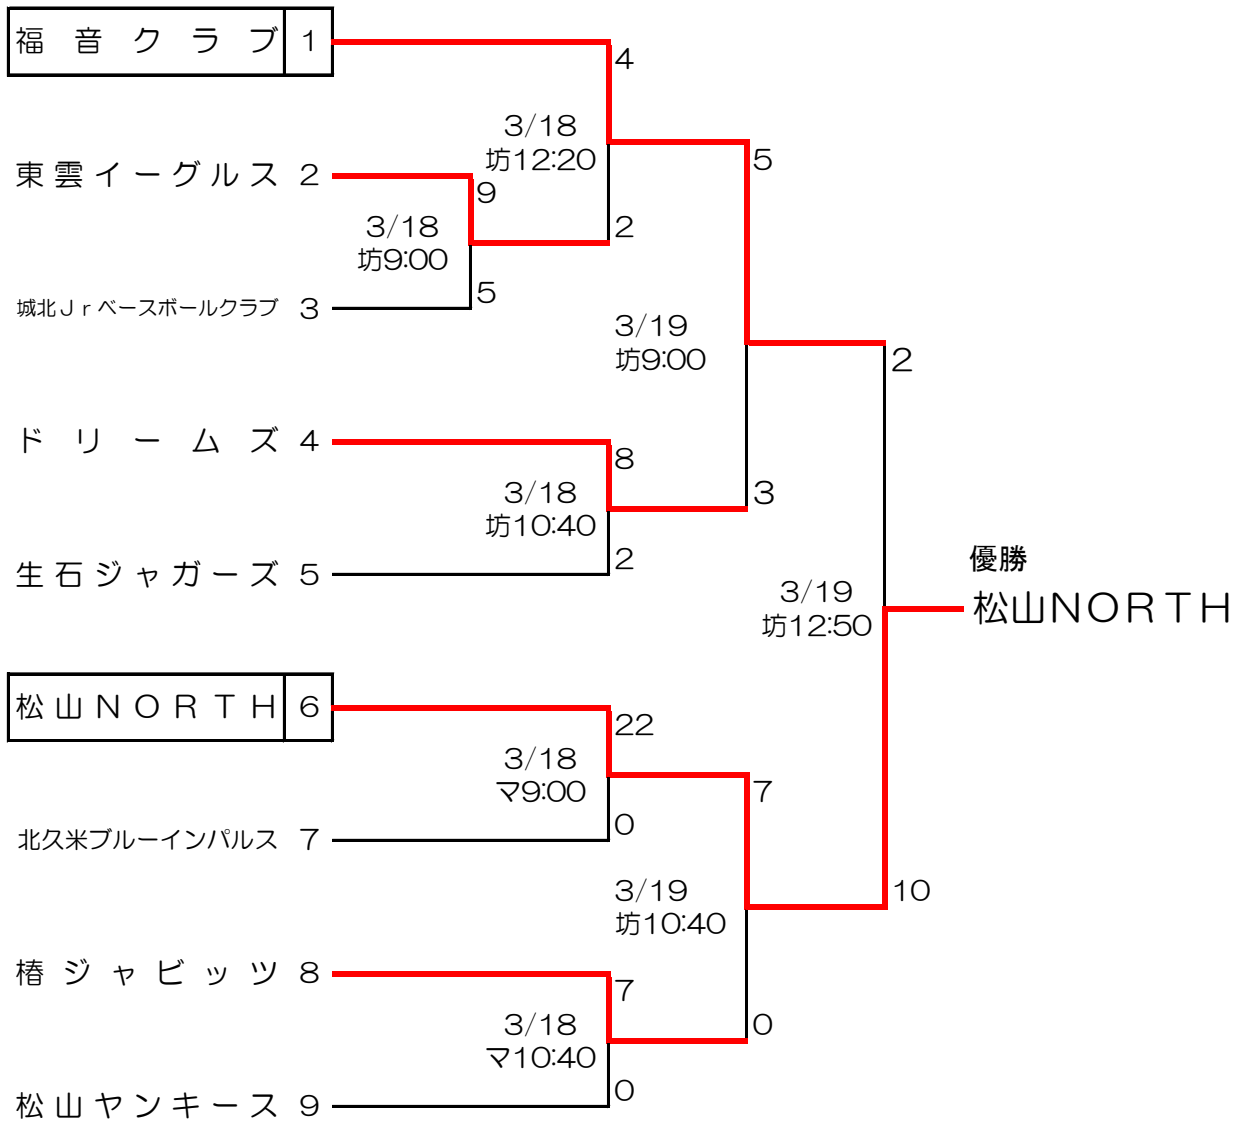 福音クラブ 1
4
3/18
坊12:20
5
東雲イーグルス 2
9
3/18
坊9:00
2
5
城北Jrベースボールクラブ 3
3/19
坊9:00
2
ドリームズ 4
8
3/18
坊10:40
3
2
生石ジャガーズ 5
優勝
松山NORTH
3/19
坊12:50
松山NORTH 6
22
3/18
マ9:00
7
0
北久米ブルーインパルス 7
3/19
坊10:40
10
椿ジャビッツ 8
7
3/18
マ10:40
0
0
松山ヤンキース 9